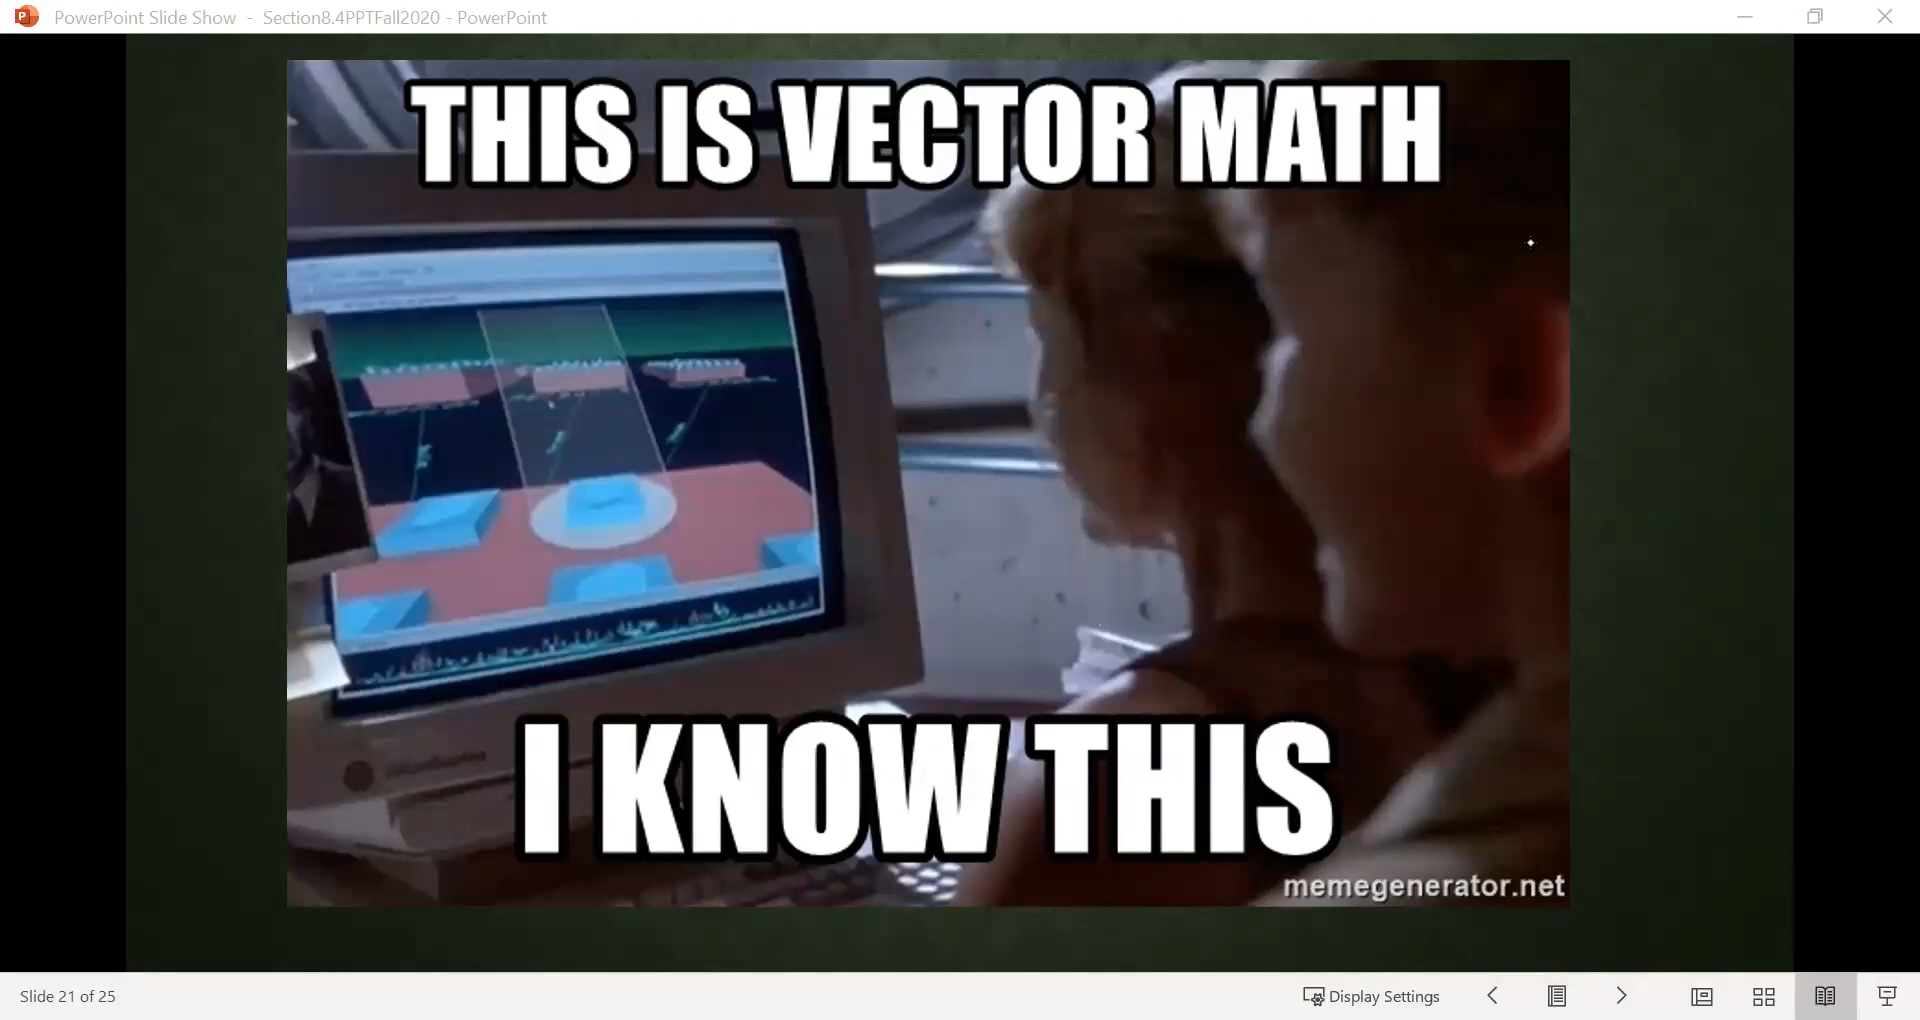 PowerPoint Slide Show - Section8.4PPTFall2020 - PowerPoint
THIS IS VECTOR MATH
I KNOW THIS
memegenerator.net
Slide 21 of 25
Display Settings